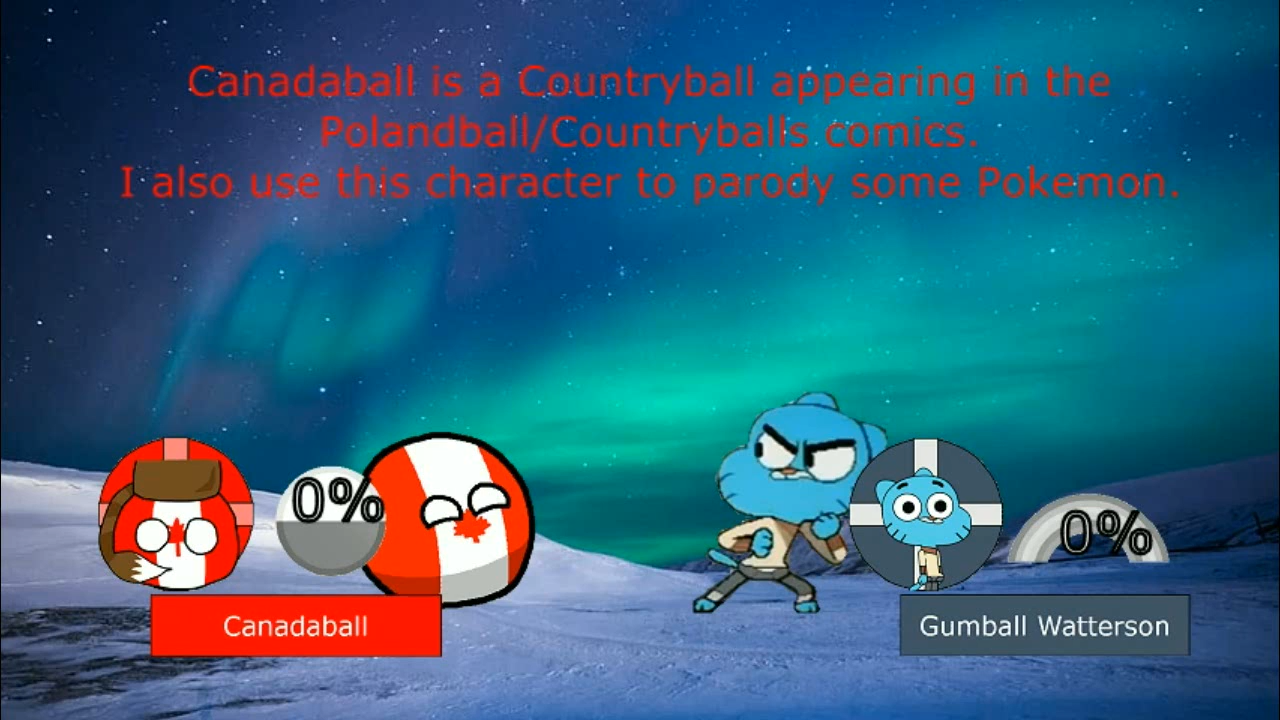 Canadaball is a Countryball appearing in the
Polandball/Countryballs comics.
I also use this character to parody some Pokemon.
0%
0%
Canadaball
Gumball Watterson